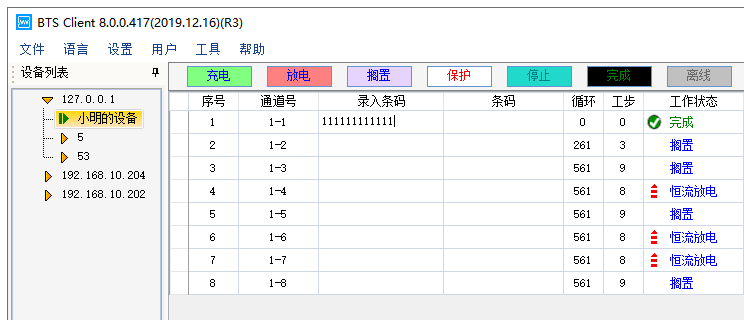 BTS Client 8.0.0.417(2019.12.16)(R3)
文件 语言 设置 用户 工具 帮助
设备列表
127.0.0.1
小明的设备
5
53
192.168.10.204
192.168.10.202
充电 放电 搁置 保护 停止 完成 离线
序号 通道号 录入条码 条码 循环 工步 工作状态
1 1-1 1111111111111 0 0 完成
2 1-2 261 3 搁置
3 1-3 561 9 搁置
4 1-4 561 8 恒流放电
5 1-5 561 9 搁置
6 1-6 561 8 恒流放电
7 1-7 561 8 恒流放电
8 1-8 561 9 搁置